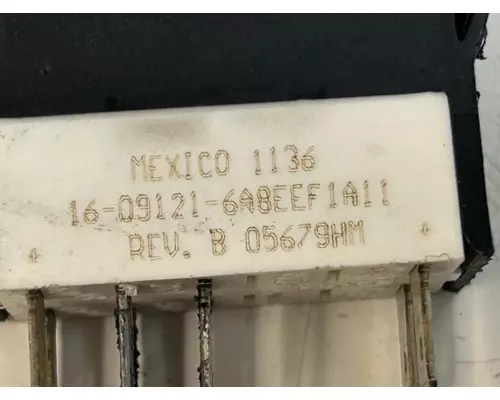 MEXICO 1136
16-09121-6A8EEF1A11
REV. B 05679HM